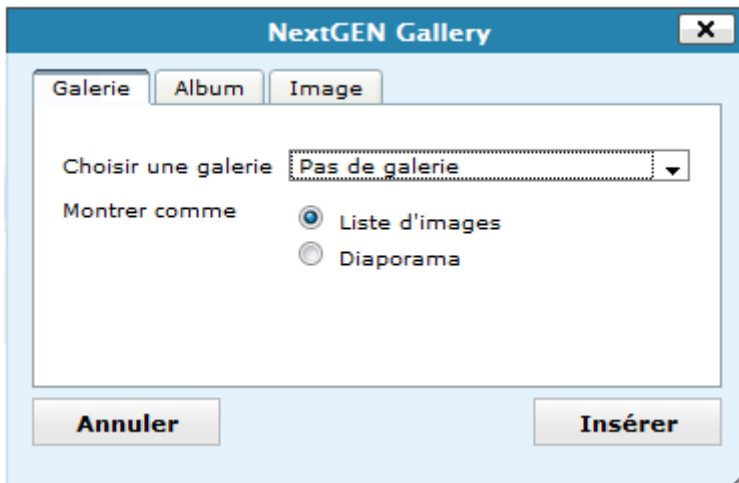 NextGEN Gallery
Galerie Album Image
Choisir une galerie Pas de galerie
Montrer comme Liste d'images
Diaporama
Annuler Insérer